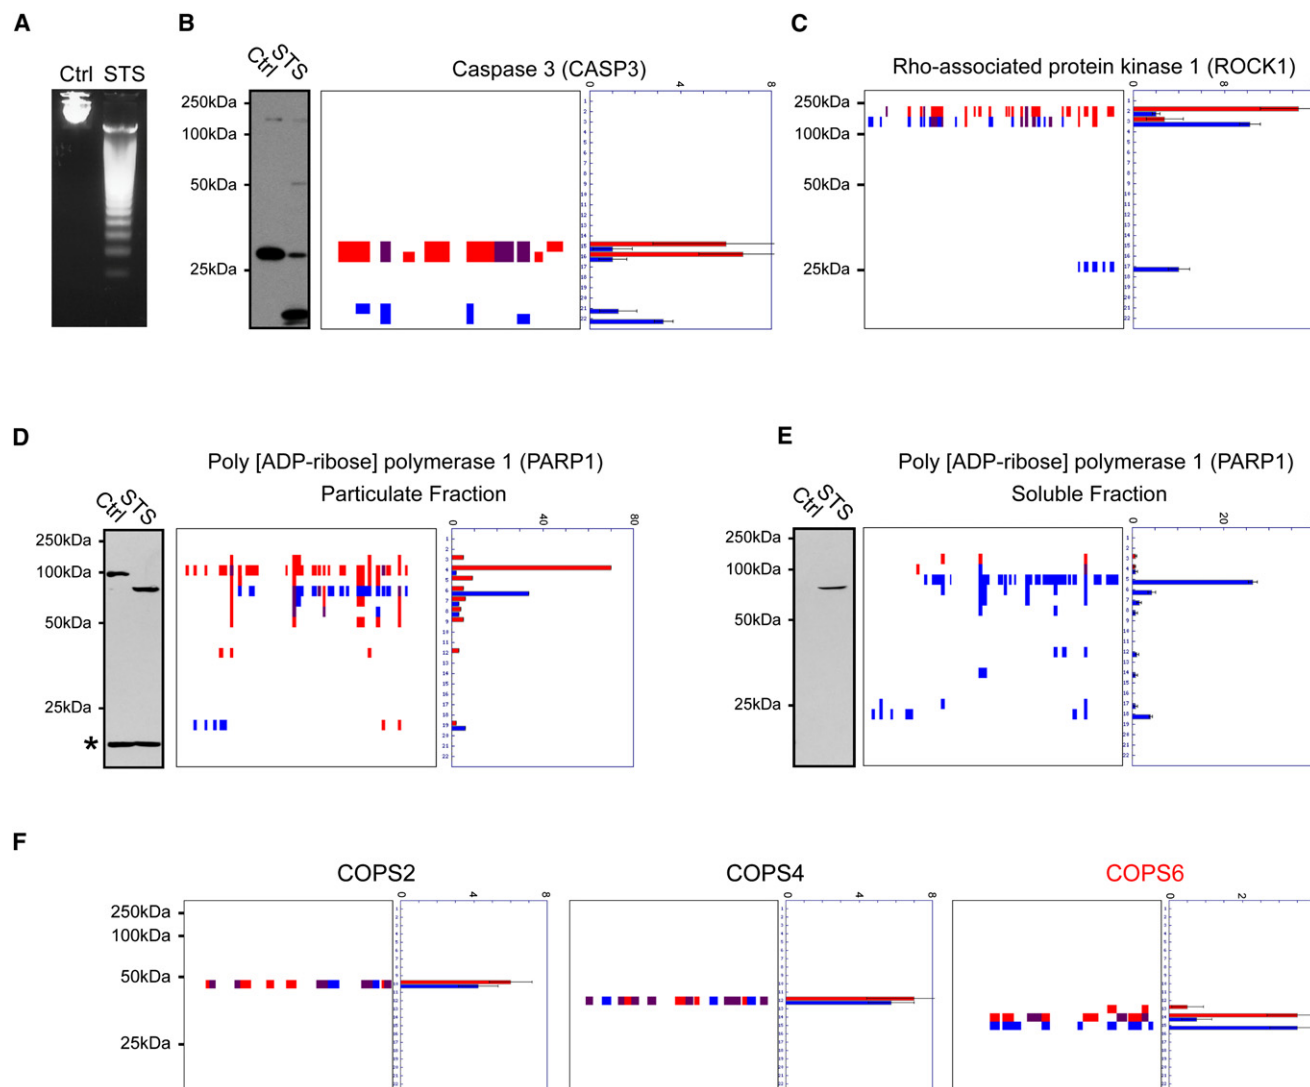 A
Ctrl STS
B
Ctrl
STS
Caspase 3 (CASP3)
0 4 8
250kDa
100kDa
50kDa
25kDa
C
Rho-associated protein kinase 1 (ROCK1)
0 8
250kDa
100kDa
50kDa
25kDa
D
Poly [ADP-ribose] polymerase 1 (PARP1)
Particulate Fraction
Ctrl
STS
0 40 80
250kDa
100kDa
50kDa
25kDa
*
E
Poly [ADP-ribose] polymerase 1 (PARP1)
Soluble Fraction
Ctrl
STS
0 20
250kDa
100kDa
50kDa
25kDa
F
COPS2
0 4 8
COPS4
0 4 8
COPS6
0 2
250kDa
100kDa
50kDa
25kDa